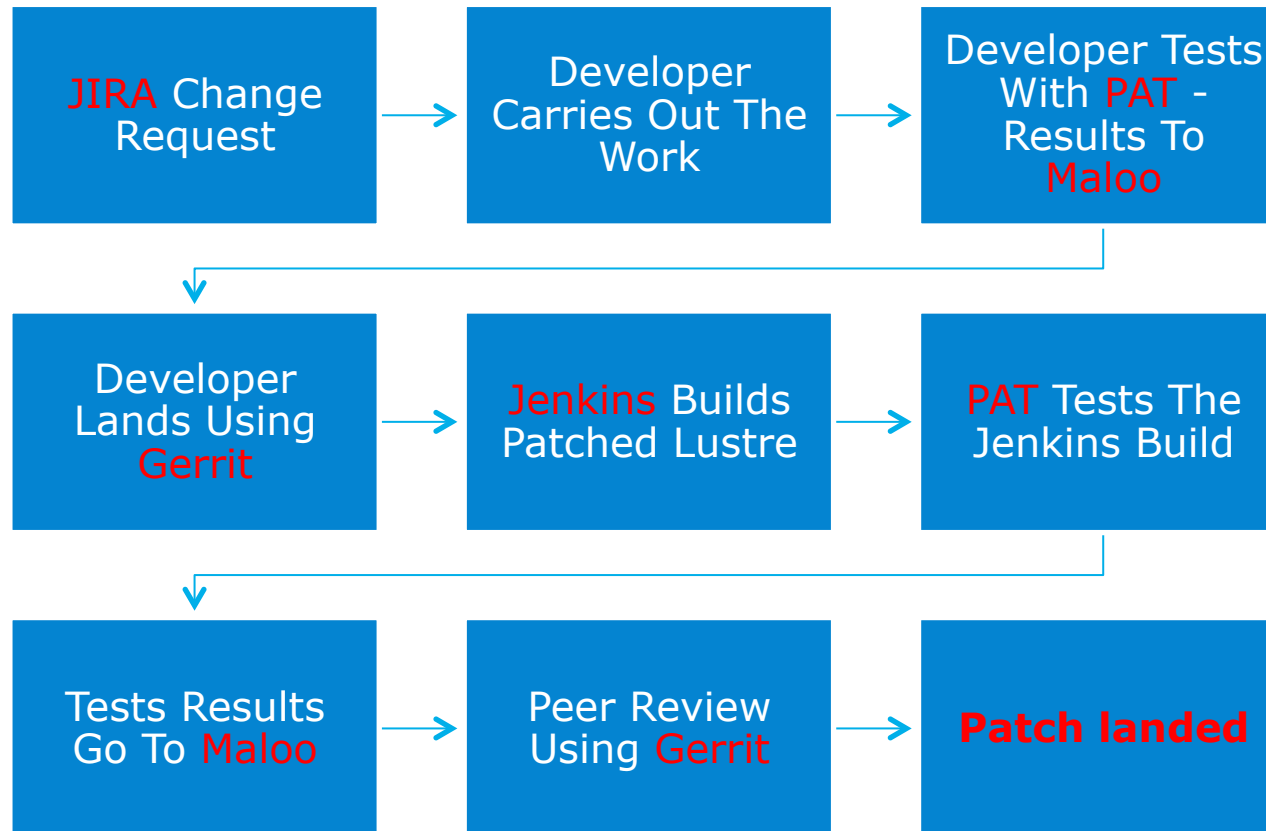 JIRA Change
Request
Developer
Carries Out The
Work
Developer Tests
With PAT -
Results To
Maloo
Developer
Lands Using
Gerrit
Jenkins Builds
Patched Lustre
PAT Tests The
Jenkins Build
Tests Results
Go To Maloo
Peer Review
Using Gerrit
Patch landed